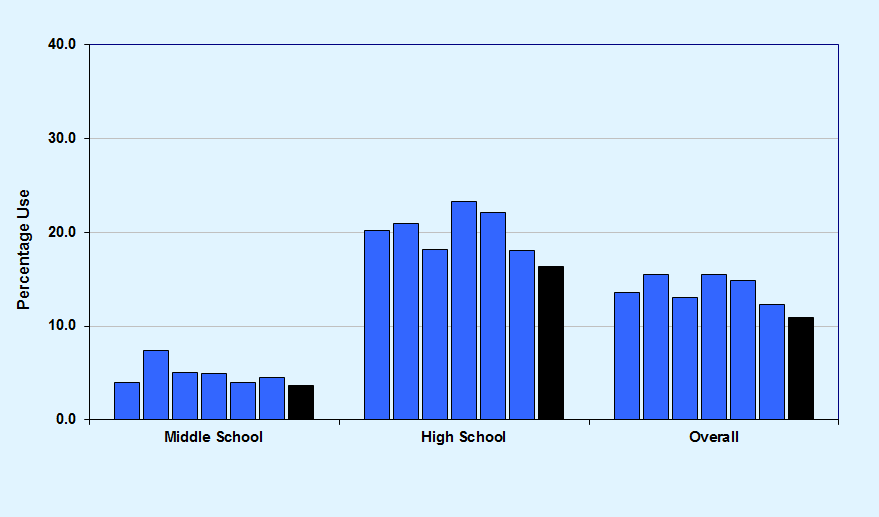 40.0
30.0
20.0
10.0
0.0
Percentage Use
Middle School
High School
Overall